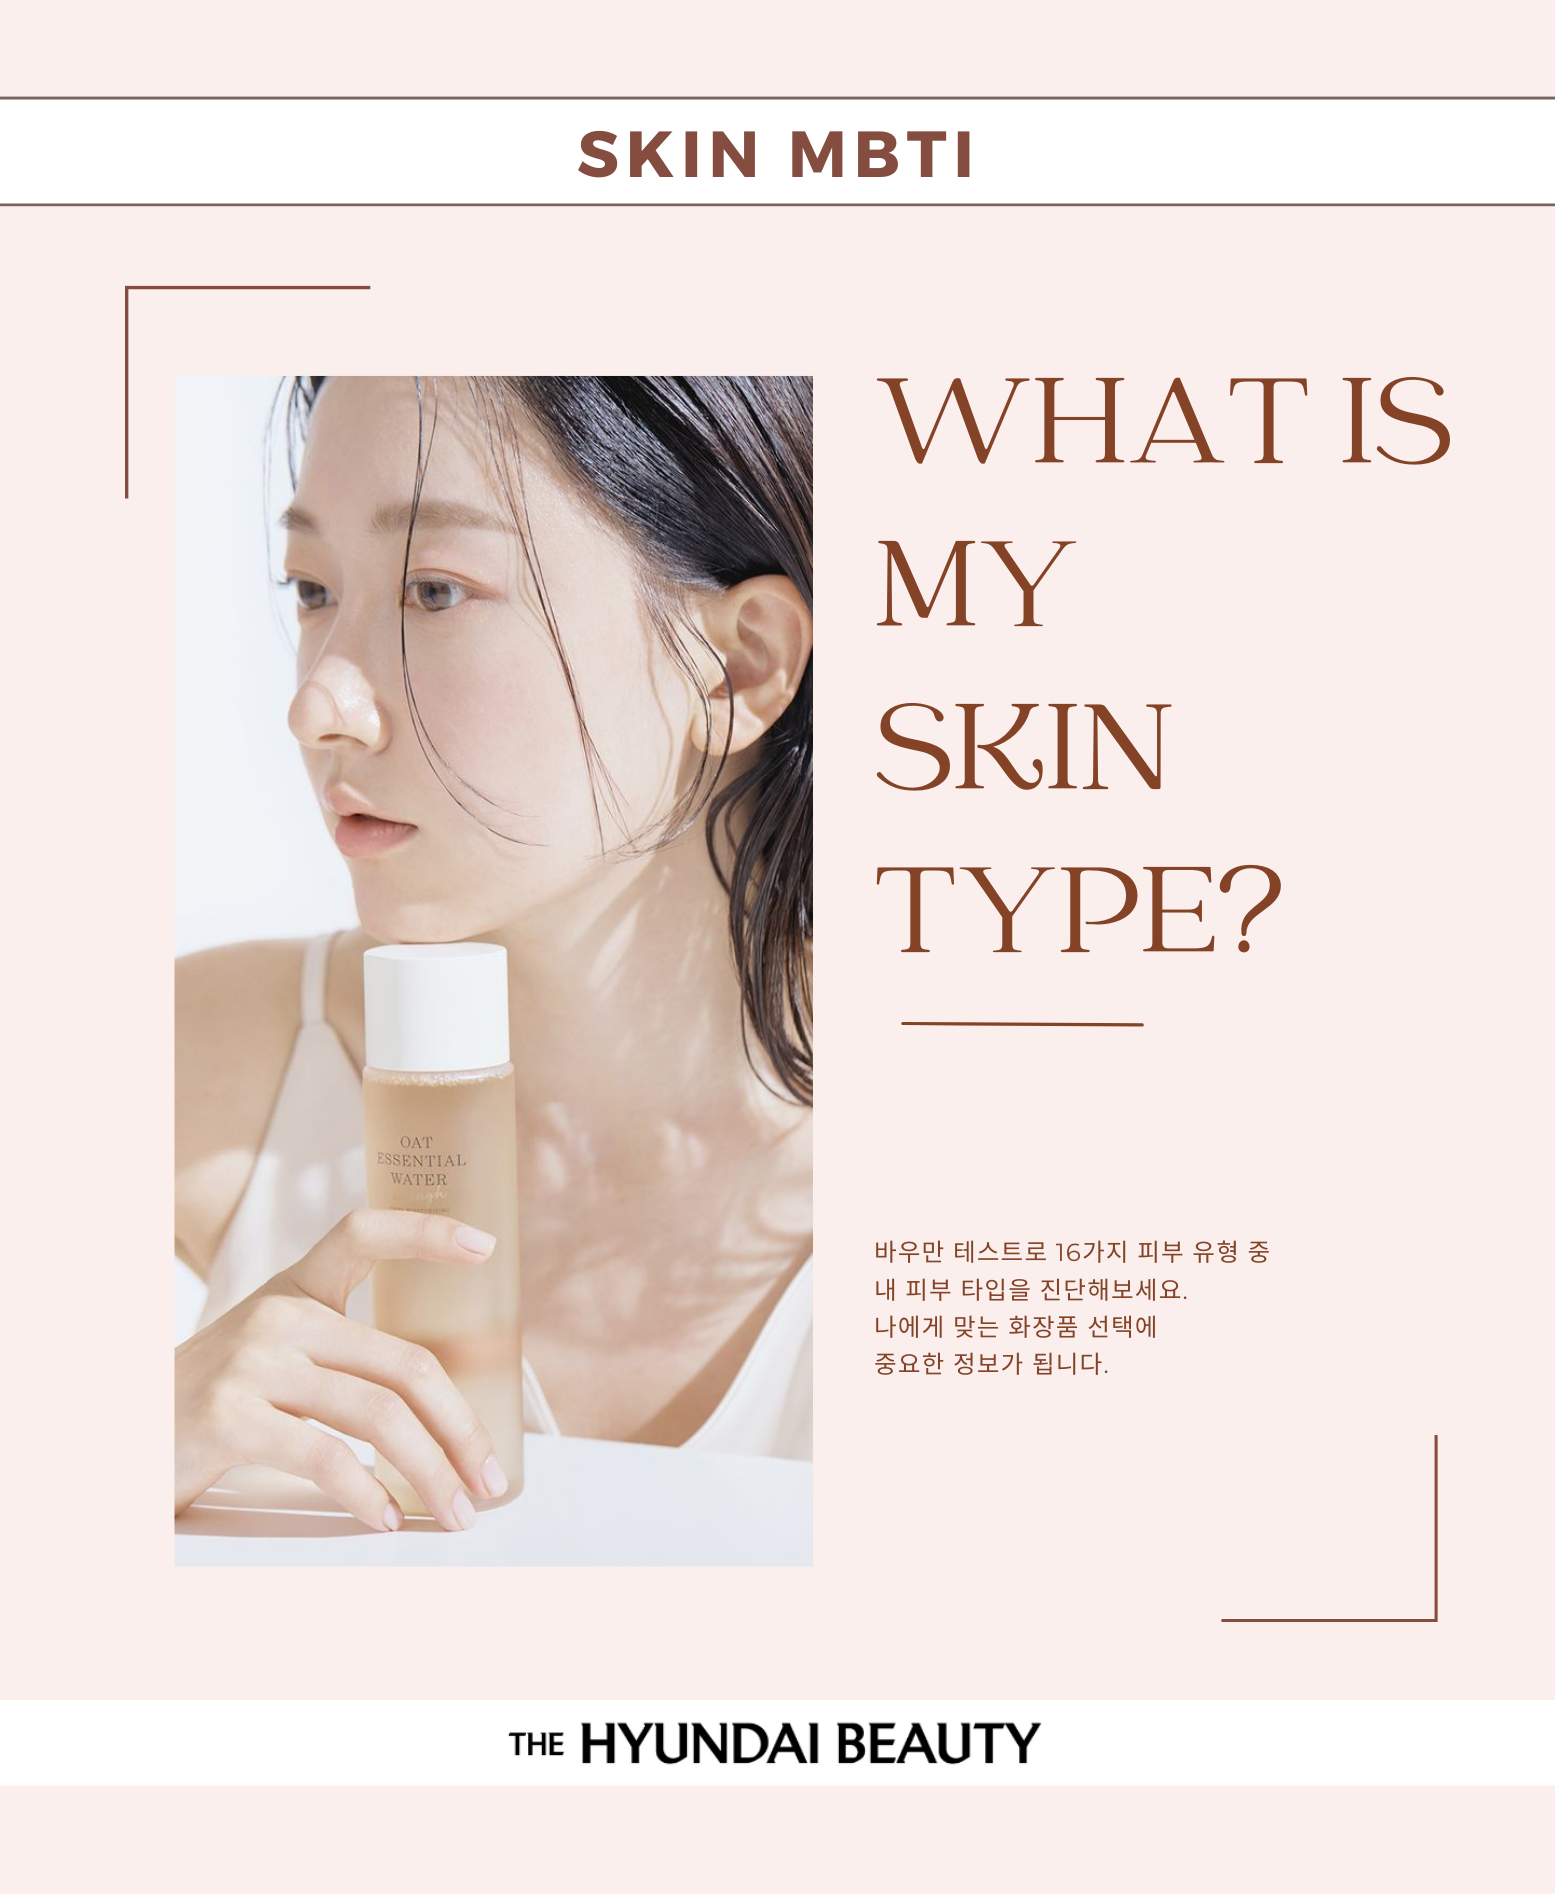 SKIN MBTI
WHAT IS
MY
SKIN
TYPE?
OAT
ESSENTIAL
WATER
바우만 테스트로 16가지 피부 유형 중
내 피부 타입을 진단해보세요.
나에게 맞는 화장품 선택에
중요한 정보가 됩니다.
THE HYUNDAI BEAUTY